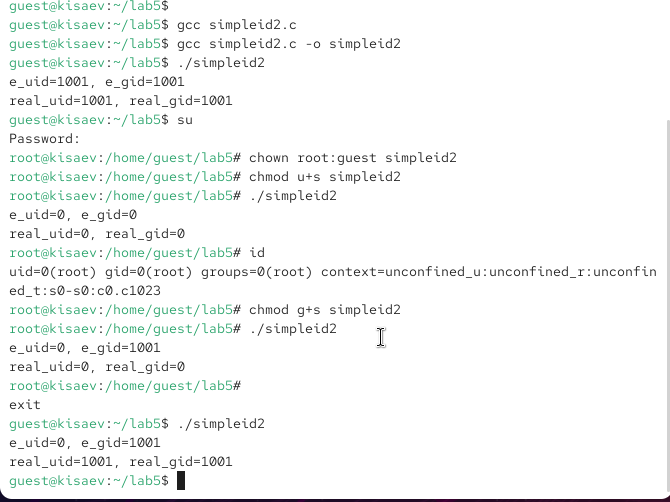 guest@kisaev:~/lab5$
guest@kisaev:~/lab5$ gcc simpleid2.c
guest@kisaev:~/lab5$ gcc simpleid2.c -o simpleid2
guest@kisaev:~/lab5$ ./simpleid2
e_uid=1001, e_gid=1001
real_uid=1001, real_gid=1001
guest@kisaev:~/lab5$ su
Password:
root@kisaev:/home/guest/lab5# chown root:guest simpleid2
root@kisaev:/home/guest/lab5# chmod u+s simpleid2
root@kisaev:/home/guest/lab5# ./simpleid2
e_uid=0, e_gid=0
real_uid=0, real_gid=0
root@kisaev:/home/guest/lab5# id
uid=0(root) gid=0(root) groups=0(root) context=unconfined_u:unconfined_r:unconfin
ed_t:s0-s0:c0.c1023
root@kisaev:/home/guest/lab5# chmod g+s simpleid2
root@kisaev:/home/guest/lab5# ./simpleid2
e_uid=0, e_gid=1001
real_uid=0, real_gid=0
root@kisaev:/home/guest/lab5#
exit
guest@kisaev:~/lab5$ ./simpleid2
e_uid=0, e_gid=1001
real_uid=1001, real_gid=1001
guest@kisaev:~/lab5$